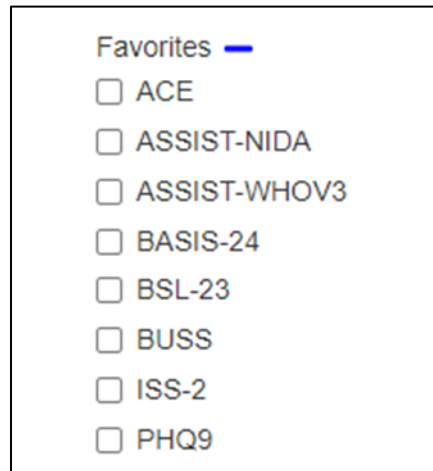 Favorites
ACE
ASSIST-NIDA
ASSIST-WHOV3
BASIS-24
BSL-23
BUSS
ISS-2
PHQ9